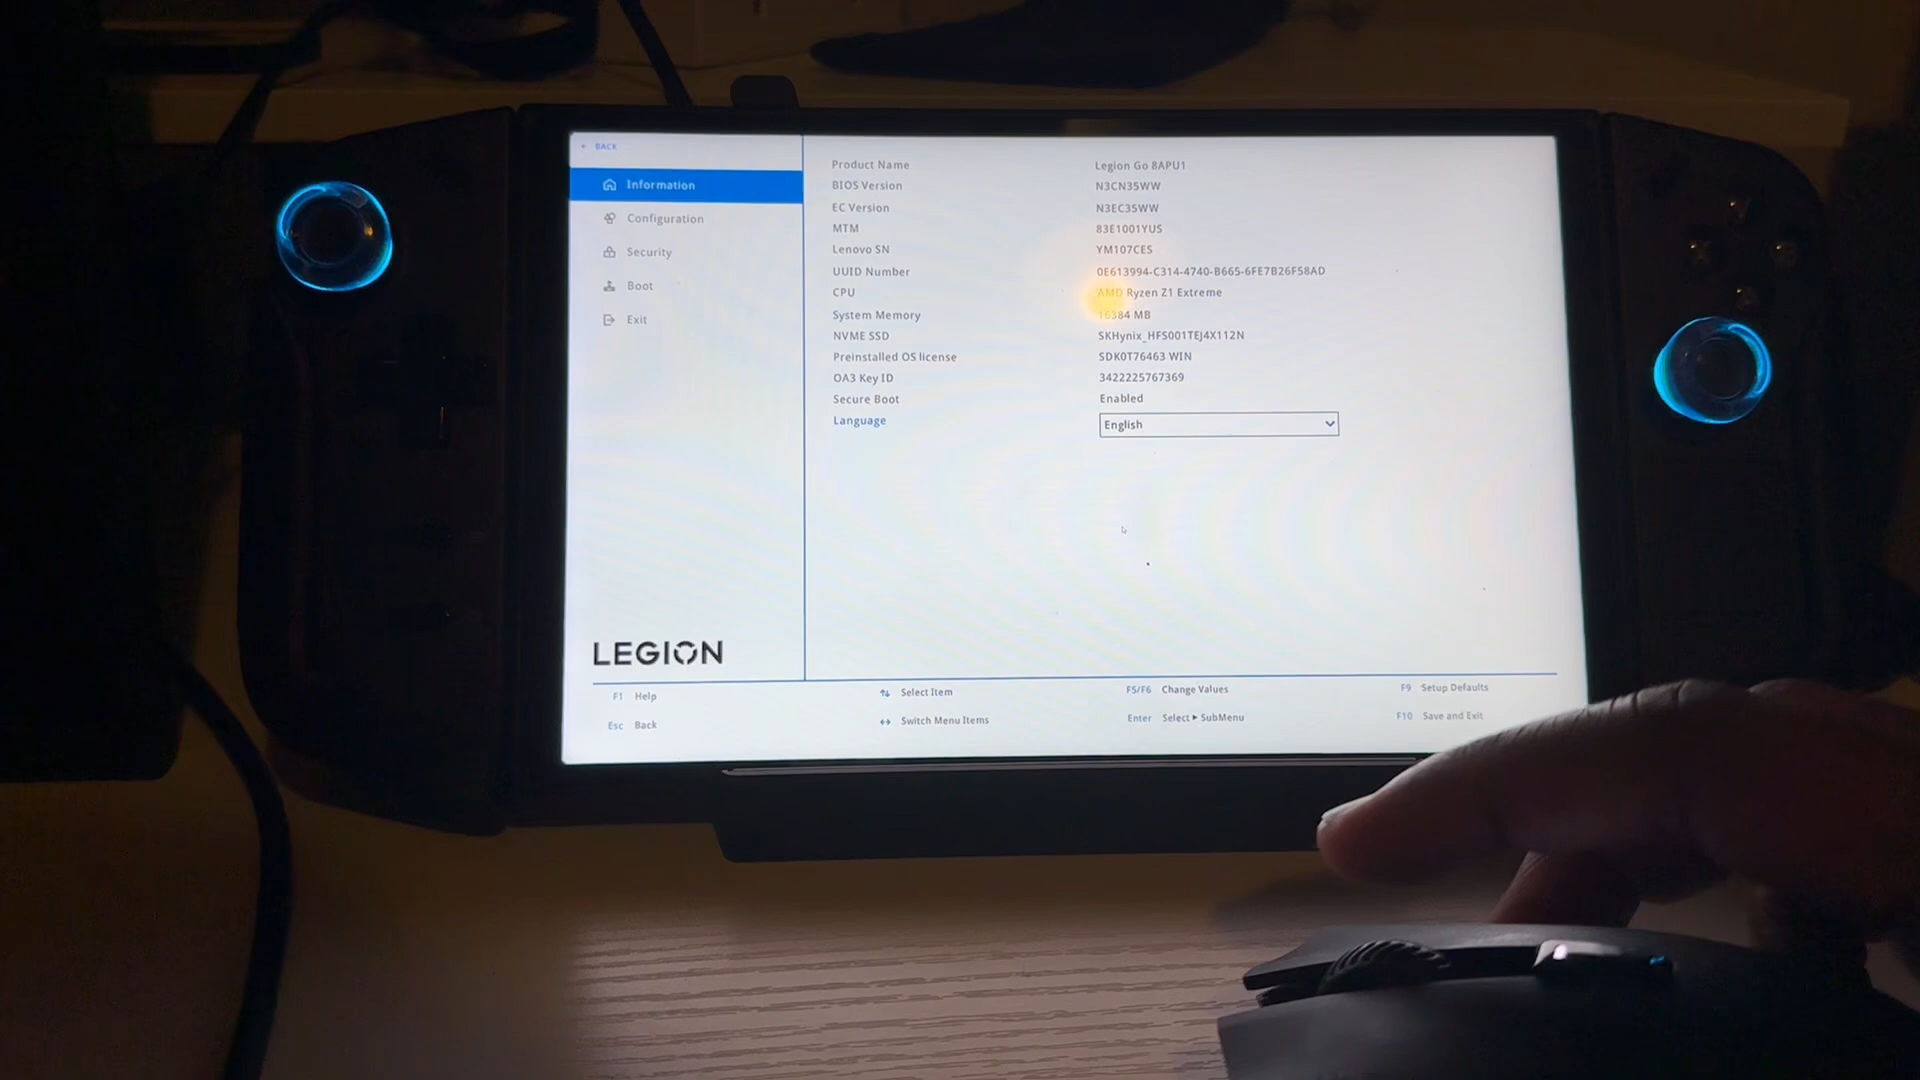 ← BACK
Information
Configuration
Security
Boot
Exit
Product Name Legion Go 8APU1
BIOS Version N3CN35WW
EC Version N3EC35WW
MTM 83E1001YUS
Lenovo SN YM107CES
UUID Number 0E613994-C314-4740-B665-6FE7B26F58AD
CPU AMD Ryzen Z1 Extreme
System Memory 16384 MB
NVME SSD SKHynix_HFS001TEJ4X112N
Preinstalled OS license SDK0T76463 WIN
OA3 Key ID 3422225767369
Secure Boot Enabled
Language English
LEGION
F1 Help
Esc Back
Select Item
Switch Menu Items
F5/F6 Change Values
Enter Select ▸ SubMenu
F9 Setup Defaults
F10 Save and Exit